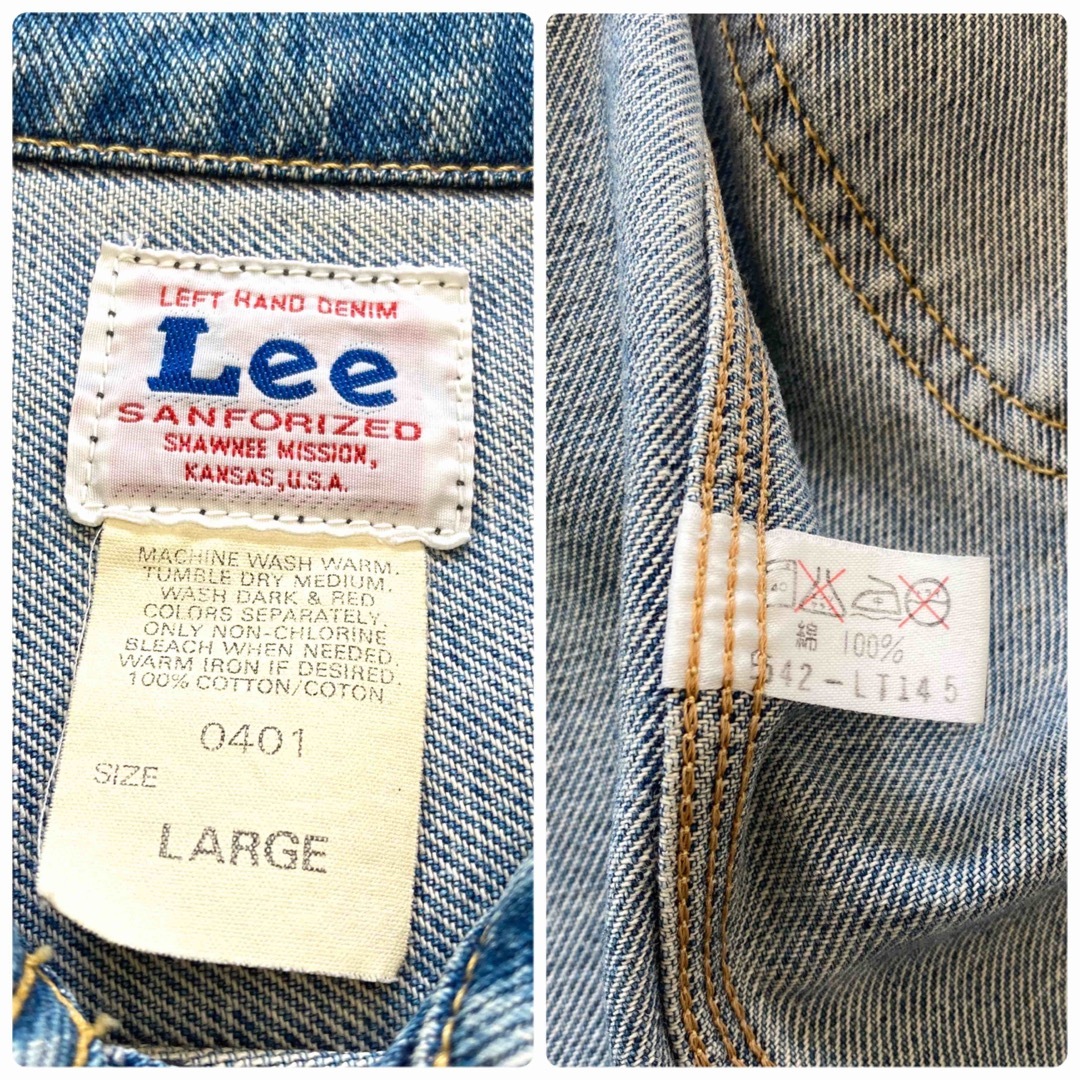 LEFT HAND DENIM
Lee
SANFORIZED
SHAWNEE MISSION,
KANSAS, U.S.A.
MACHINE WASH WARM.
TUMBLE DRY MEDIUM.
WASH DARK & RED
COLORS SEPARATELY.
ONLY NON-CHLORINE
BLEACH WHEN NEEDED.
WARM IRON IF DESIRED.
100% COTTON/COTON
0401
SIZE
LARGE
綿 100%
5542-LT145